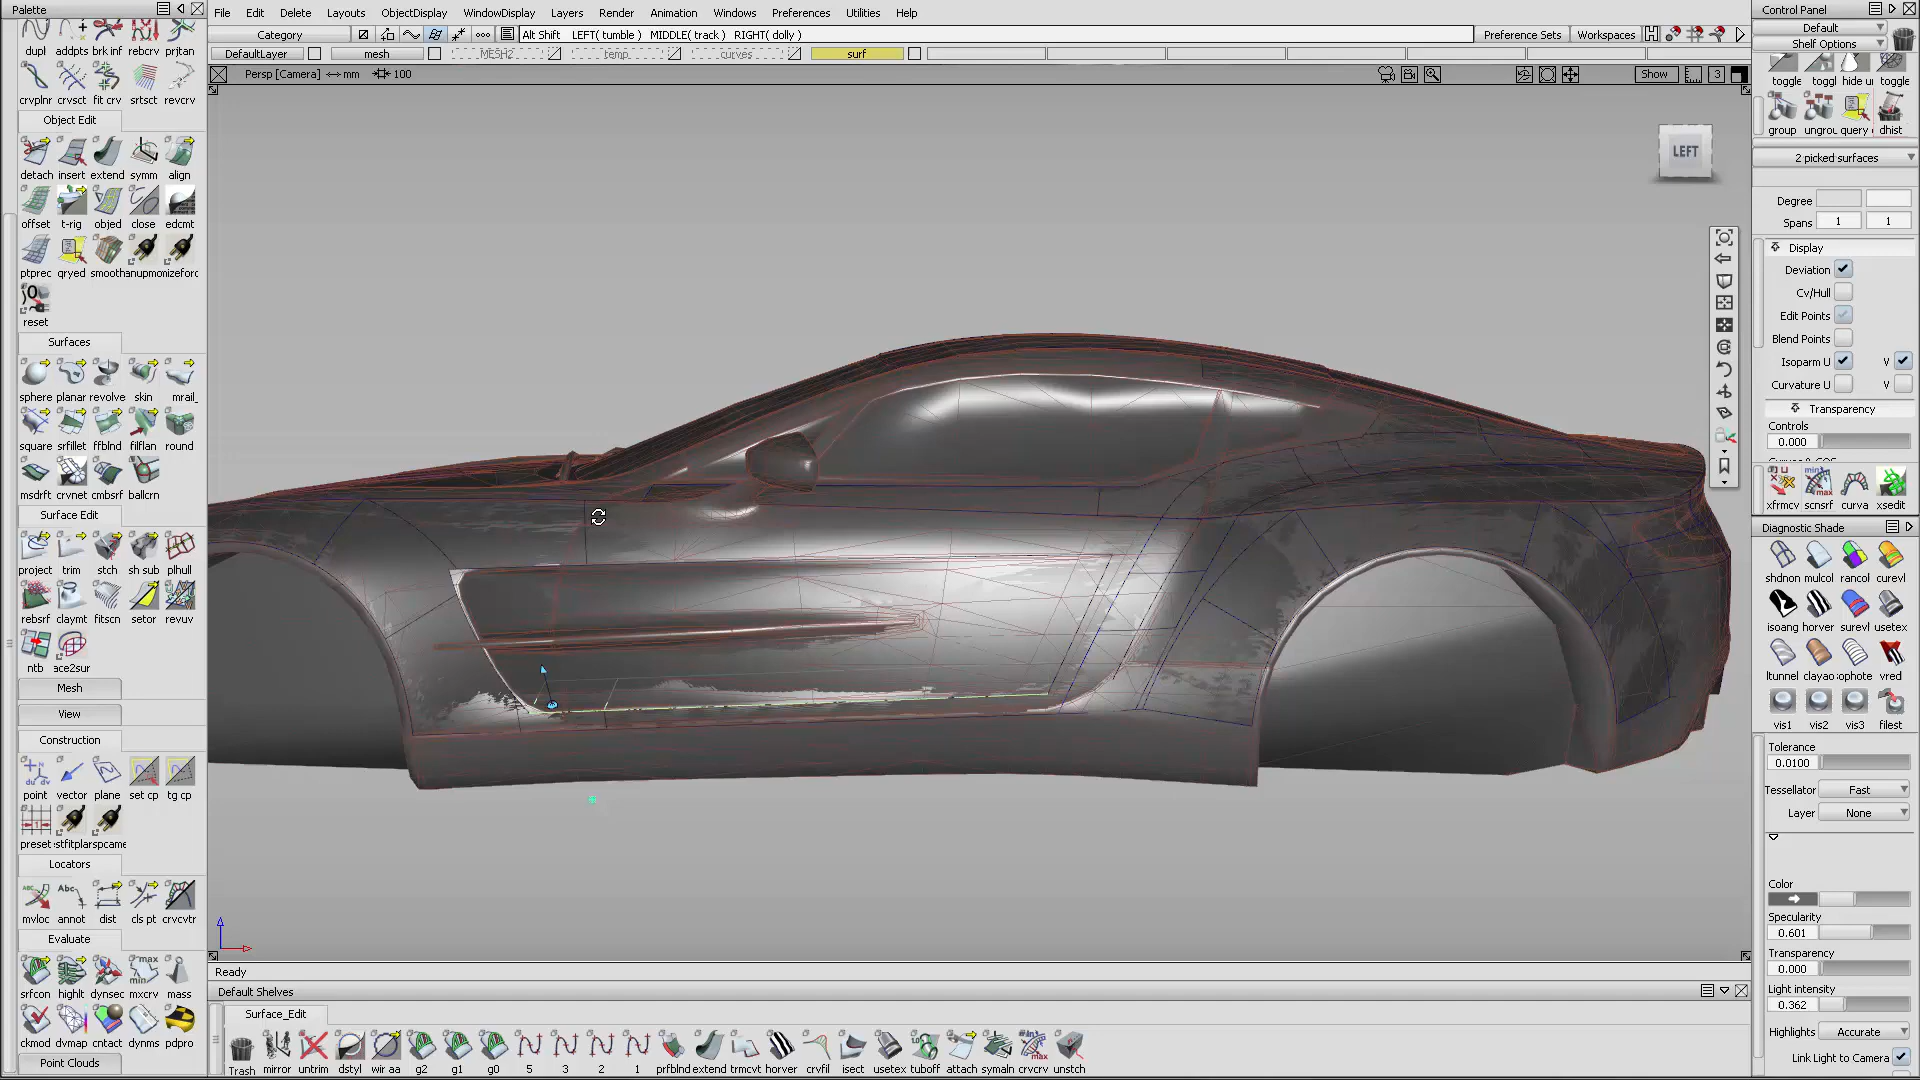 Palette
dupl addpts brk inf rebcrv prjtan
crvplnr crvsct fit crv srtsct revcrv
Object Edit
detach insert extend symm align
offset t-rig objed close edcmt
ptprec qryed smooth
reset
Surfaces
sphere planar revolve skin mrail_
square srfillet ffblnd filflan round
msdrft crvnet cmbsrf ballcrn
Surface Edit
project trim stch sh sub plhull
rebsrf claymt fitscn setor revuv
ntb ace2sur
Mesh
View
Construction
point vector plane set cp tg cp
preset
Locators
mvloc annot dist cls pt crvcvtr
Evaluate
srfcon highlt dynsec mxcrv mass
ckmod dvmap cntact dynms pdpro
Point Clouds
File Edit Delete Layouts ObjectDisplay WindowDisplay Layers Render Animation Windows Preferences Utilities Help
Category Alt Shift LEFT( tumble ) MIDDLE( track ) RIGHT( dolly ) Preference Sets Workspaces
DefaultLayer mesh MESH2 temp curves surf
Persp [Camera] mm 100 Show 3
LEFT
Ready
Default Shelves
Surface_Edit
Trash mirror untrim dstyl wir aa g2 g1 g0 5 3 2 1 prfblnd extend trmcvt horver crvfil isect usetex tuboff attach symaln crvcrv unstch
Control Panel
Default
Shelf Options
toggle toggl hide u toggle
group ungrou query dhist
2 picked surfaces
Degree
Spans 1 1
Display
Deviation
Cv/Hull
Edit Points
Blend Points
Isoparm U V
Curvature U V
Transparency
Controls
0.000
xfrmcv scnsrf curva xsedit
Diagnostic Shade
shdnon mulcol rancol curevl
isoang horver surevl usetex
ltunnel clayao ophote vred
vis1 vis2 vis3 filest
Tolerance
0.0100
Tessellator Fast
Layer None
Color
Specularity
0.601
Transparency
0.000
Light intensity
0.362
Highlights Accurate
Link Light to Camera